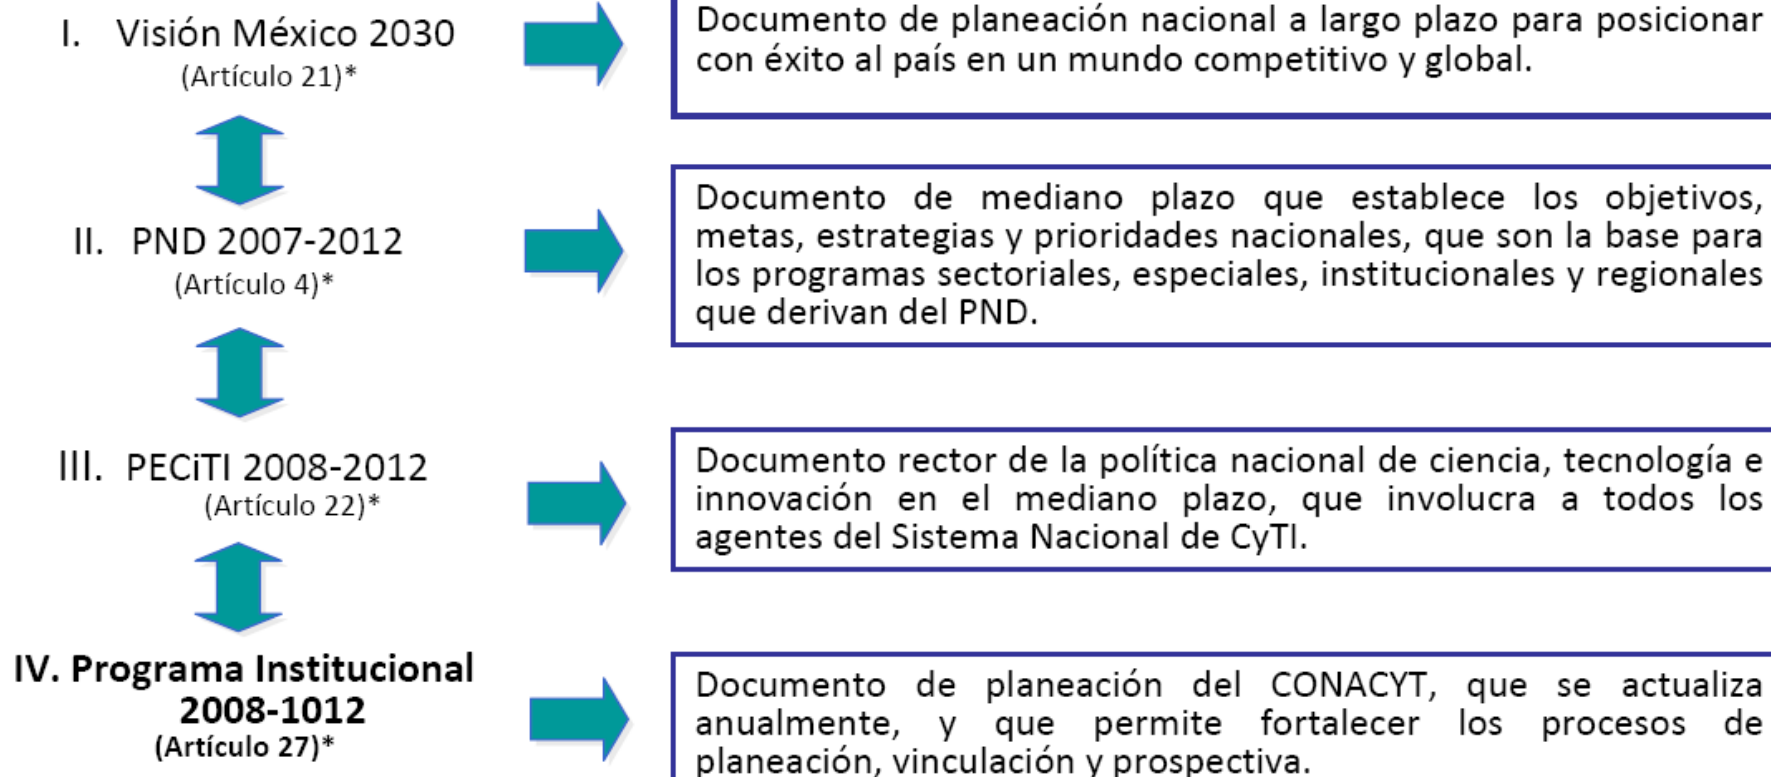 I. Visión México 2030
(Artículo 21)*
Documento de planeación nacional a largo plazo para posicionar
con éxito al país en un mundo competitivo y global.
II. PND 2007-2012
(Artículo 4)*
Documento de mediano plazo que establece los objetivos,
metas, estrategias y prioridades nacionales, que son la base para
los programas sectoriales, especiales, institucionales y regionales
que derivan del PND.
III. PECiTI 2008-2012
(Artículo 22)*
Documento rector de la política nacional de ciencia, tecnología e
innovación en el mediano plazo, que involucra a todos los
agentes del Sistema Nacional de CyTI.
IV. Programa Institucional
2008-1012
(Artículo 27)*
Documento de planeación del CONACYT, que se actualiza
anualmente, y que permite fortalecer los procesos de
planeación, vinculación y prospectiva.